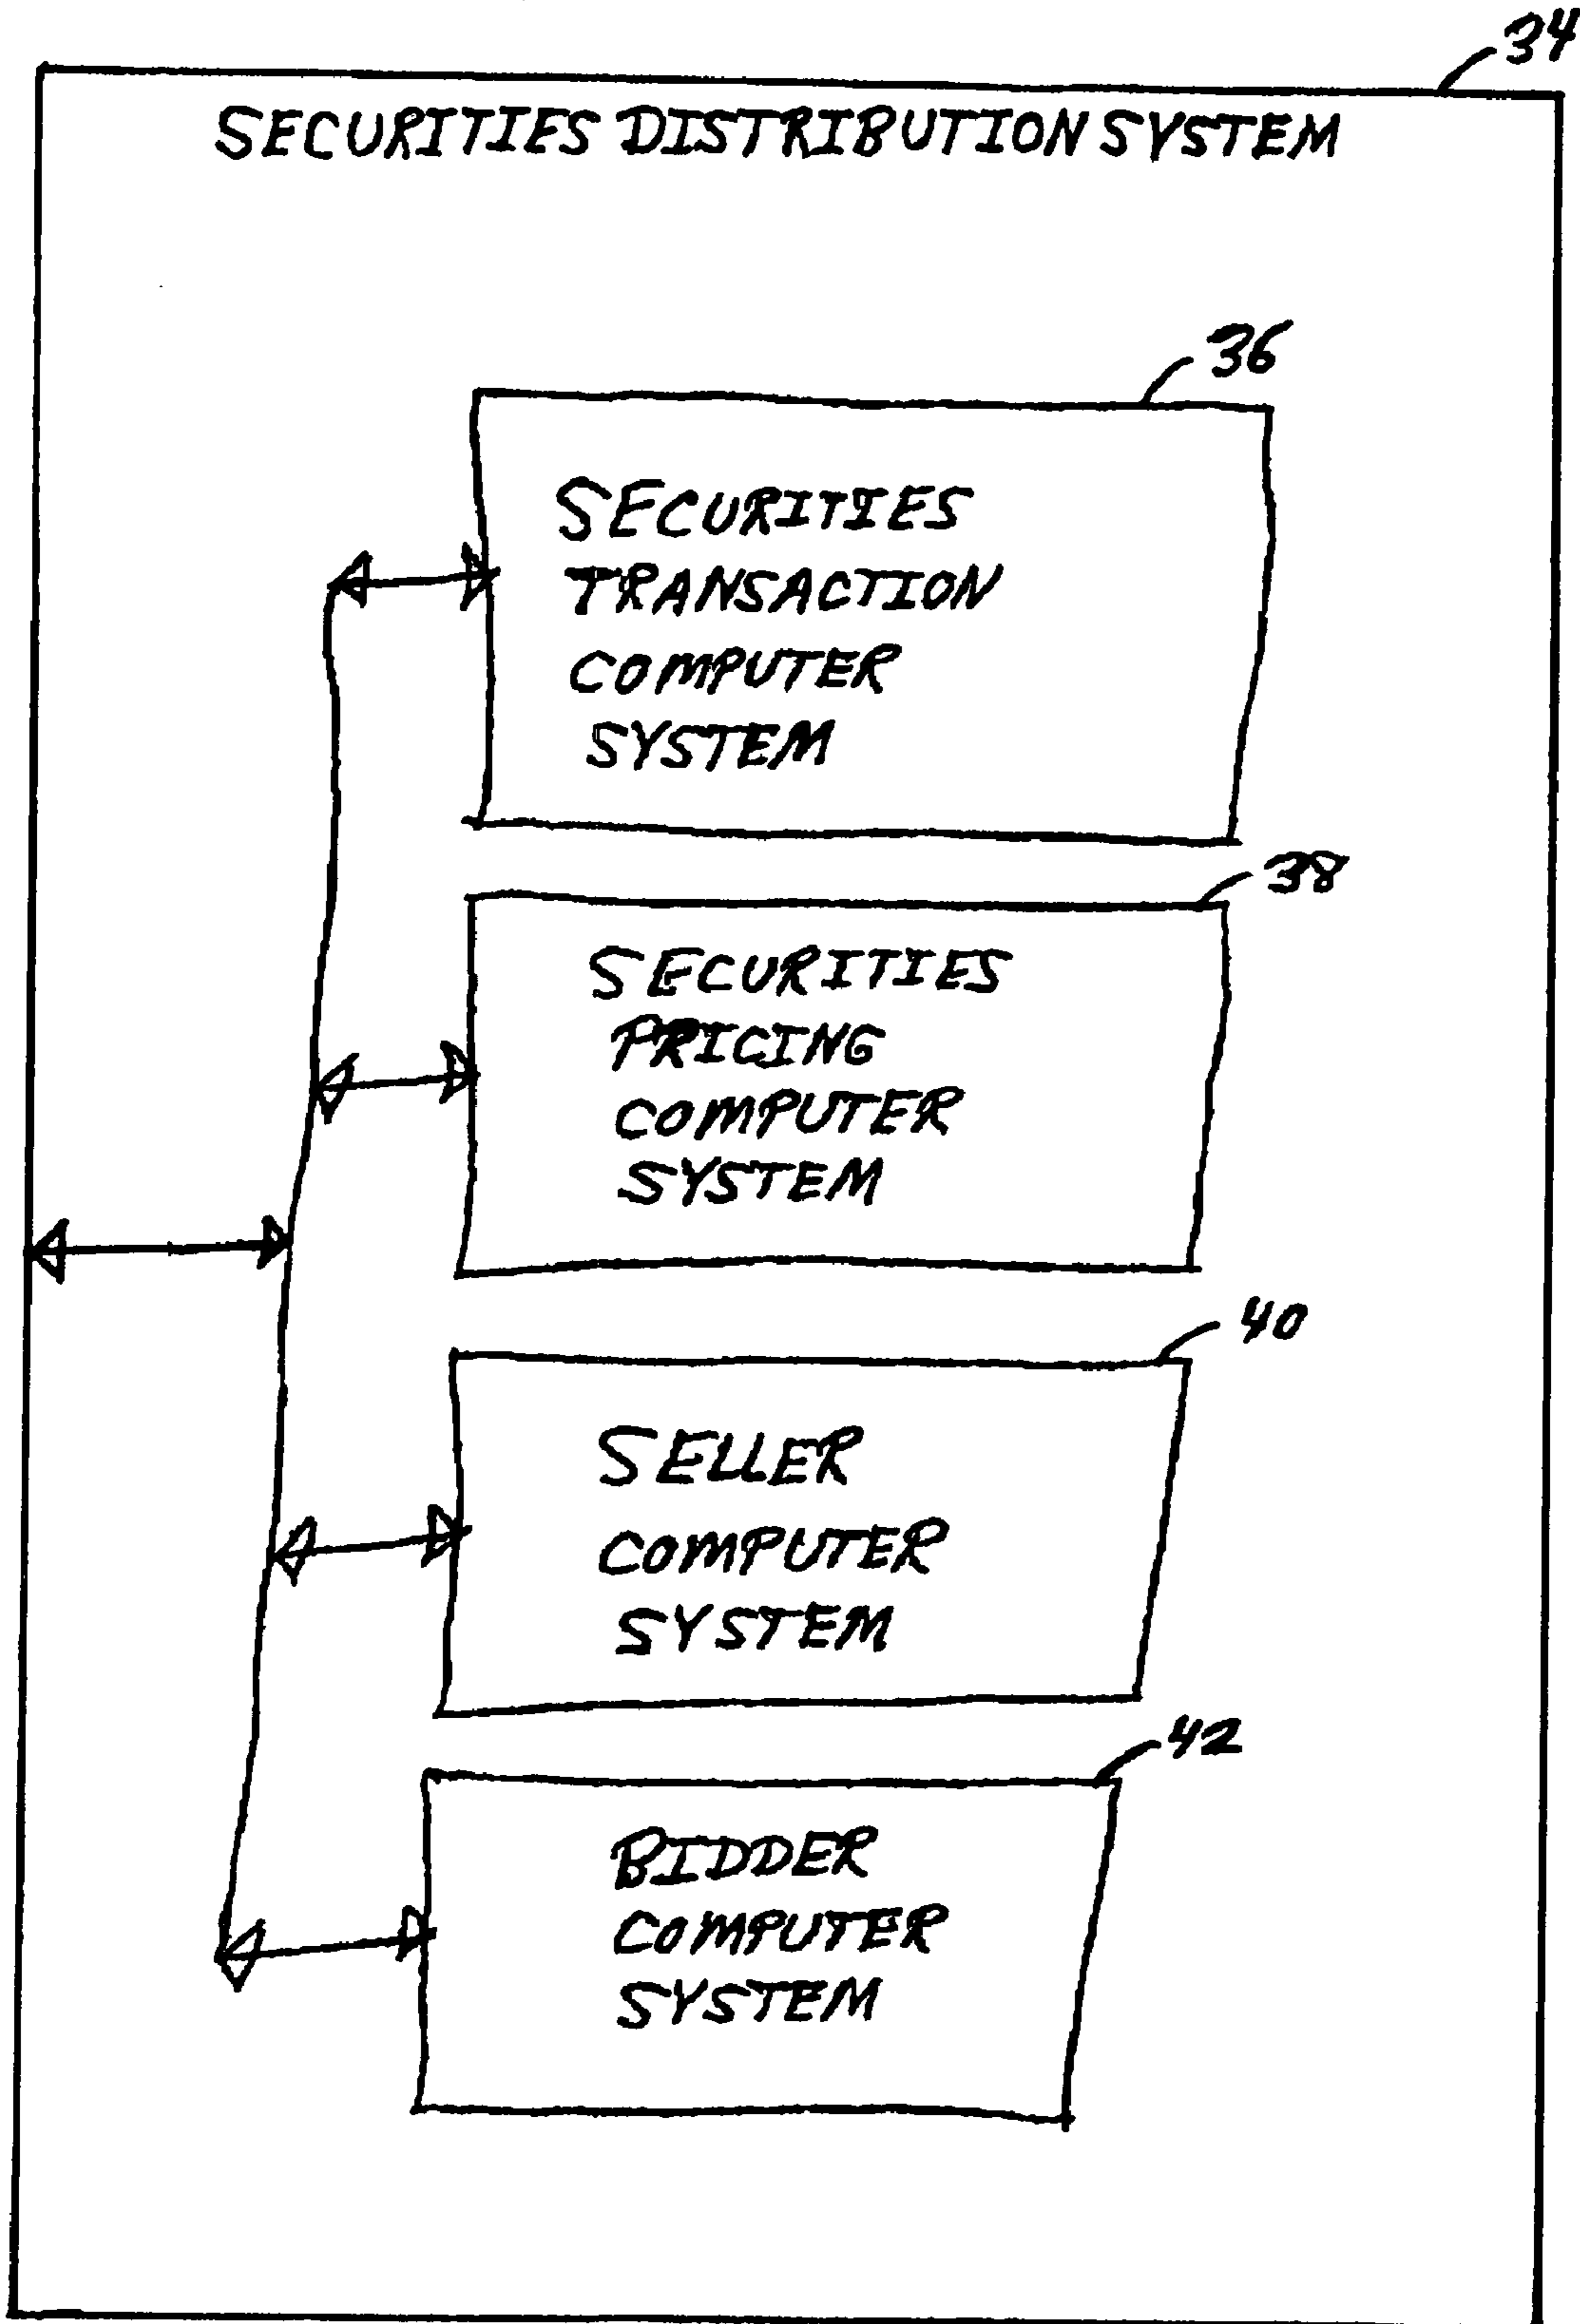 34
SECURITIES DISTRIBUTION SYSTEM
36
SECURITIES
TRANSACTION
COMPUTER
SYSTEM
38
SECURITIES
PRICING
COMPUTER
SYSTEM
40
SELLER
COMPUTER
SYSTEM
42
BIDDER
COMPUTER
SYSTEM